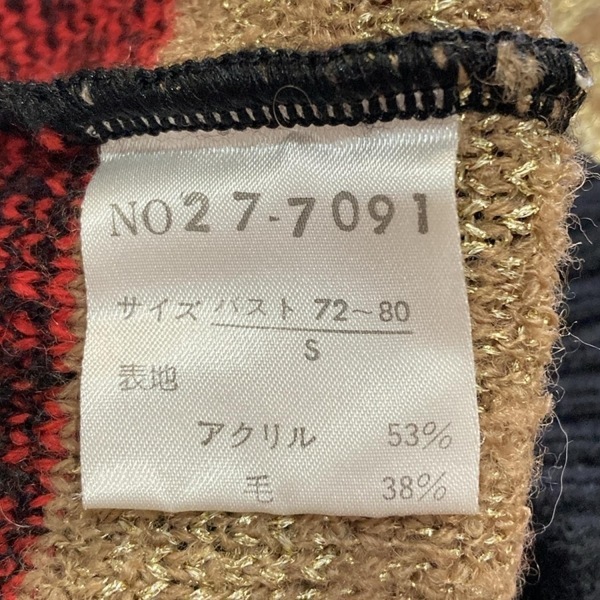 NO27-7091
サイズ バスト 72~80
S
表地
アクリル 53%
毛 38%